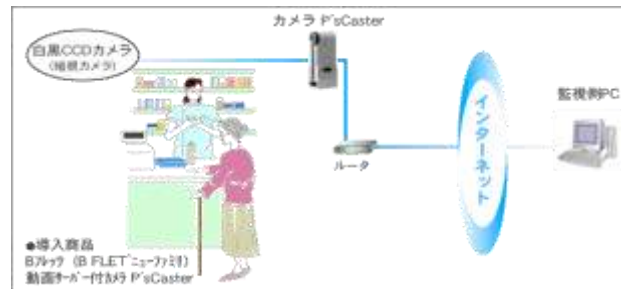 カメラ P'sCaster
白黒CCDカメラ
(暗視カメラ)
監視側PC
インターネット
ルータ
●導入商品
Bフレッツ (B FLET'ニューファミリ)
動画サーバー付カメラ P'sCaster